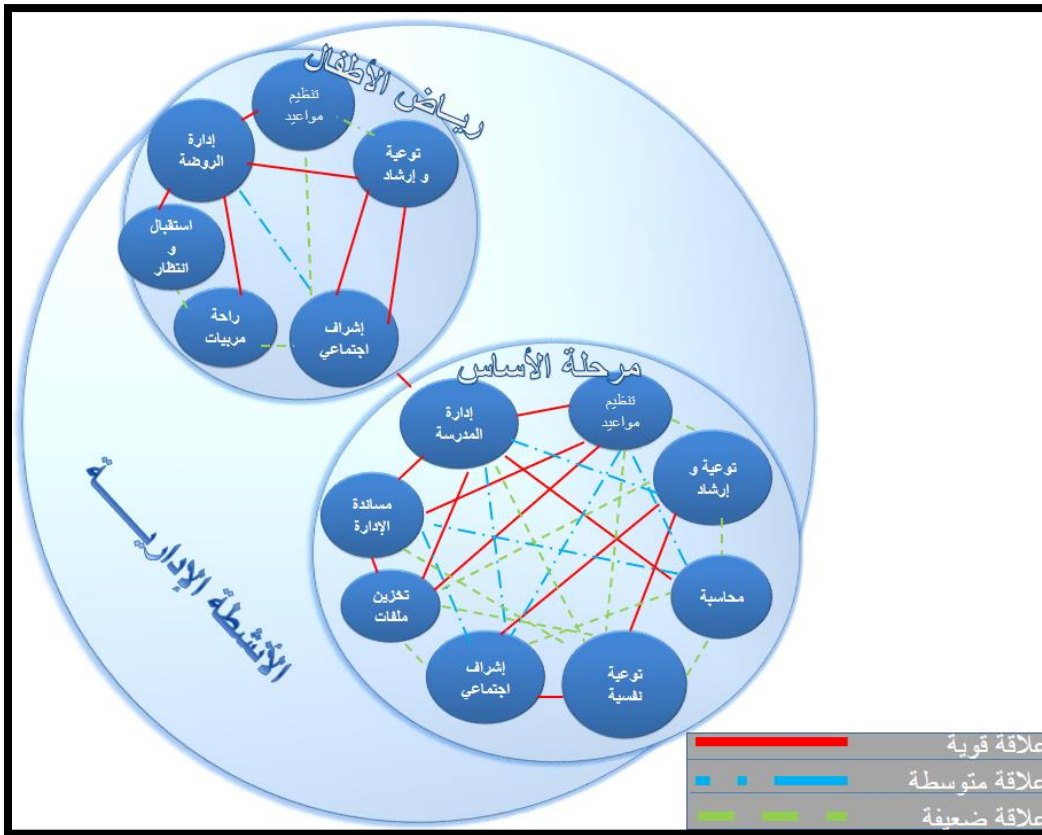 رياض الأطفال
تنظيم
مواعيد
إدارة
الروضة
توعية
و إرشاد
استقبال
و
انتظار
راحة
مربيات
إشراف
اجتماعي
مرحلة الأساس
إدارة
المدرسة
تنظيم
مواعيد
توعية و
إرشاد
مساندة
الإدارة
محاسبة
تخزين
ملفات
إشراف
اجتماعي
توعية
نفسية
الأنشطة الإداريــــة
علاقة قوية
علاقة متوسطة
علاقة ضعيفة